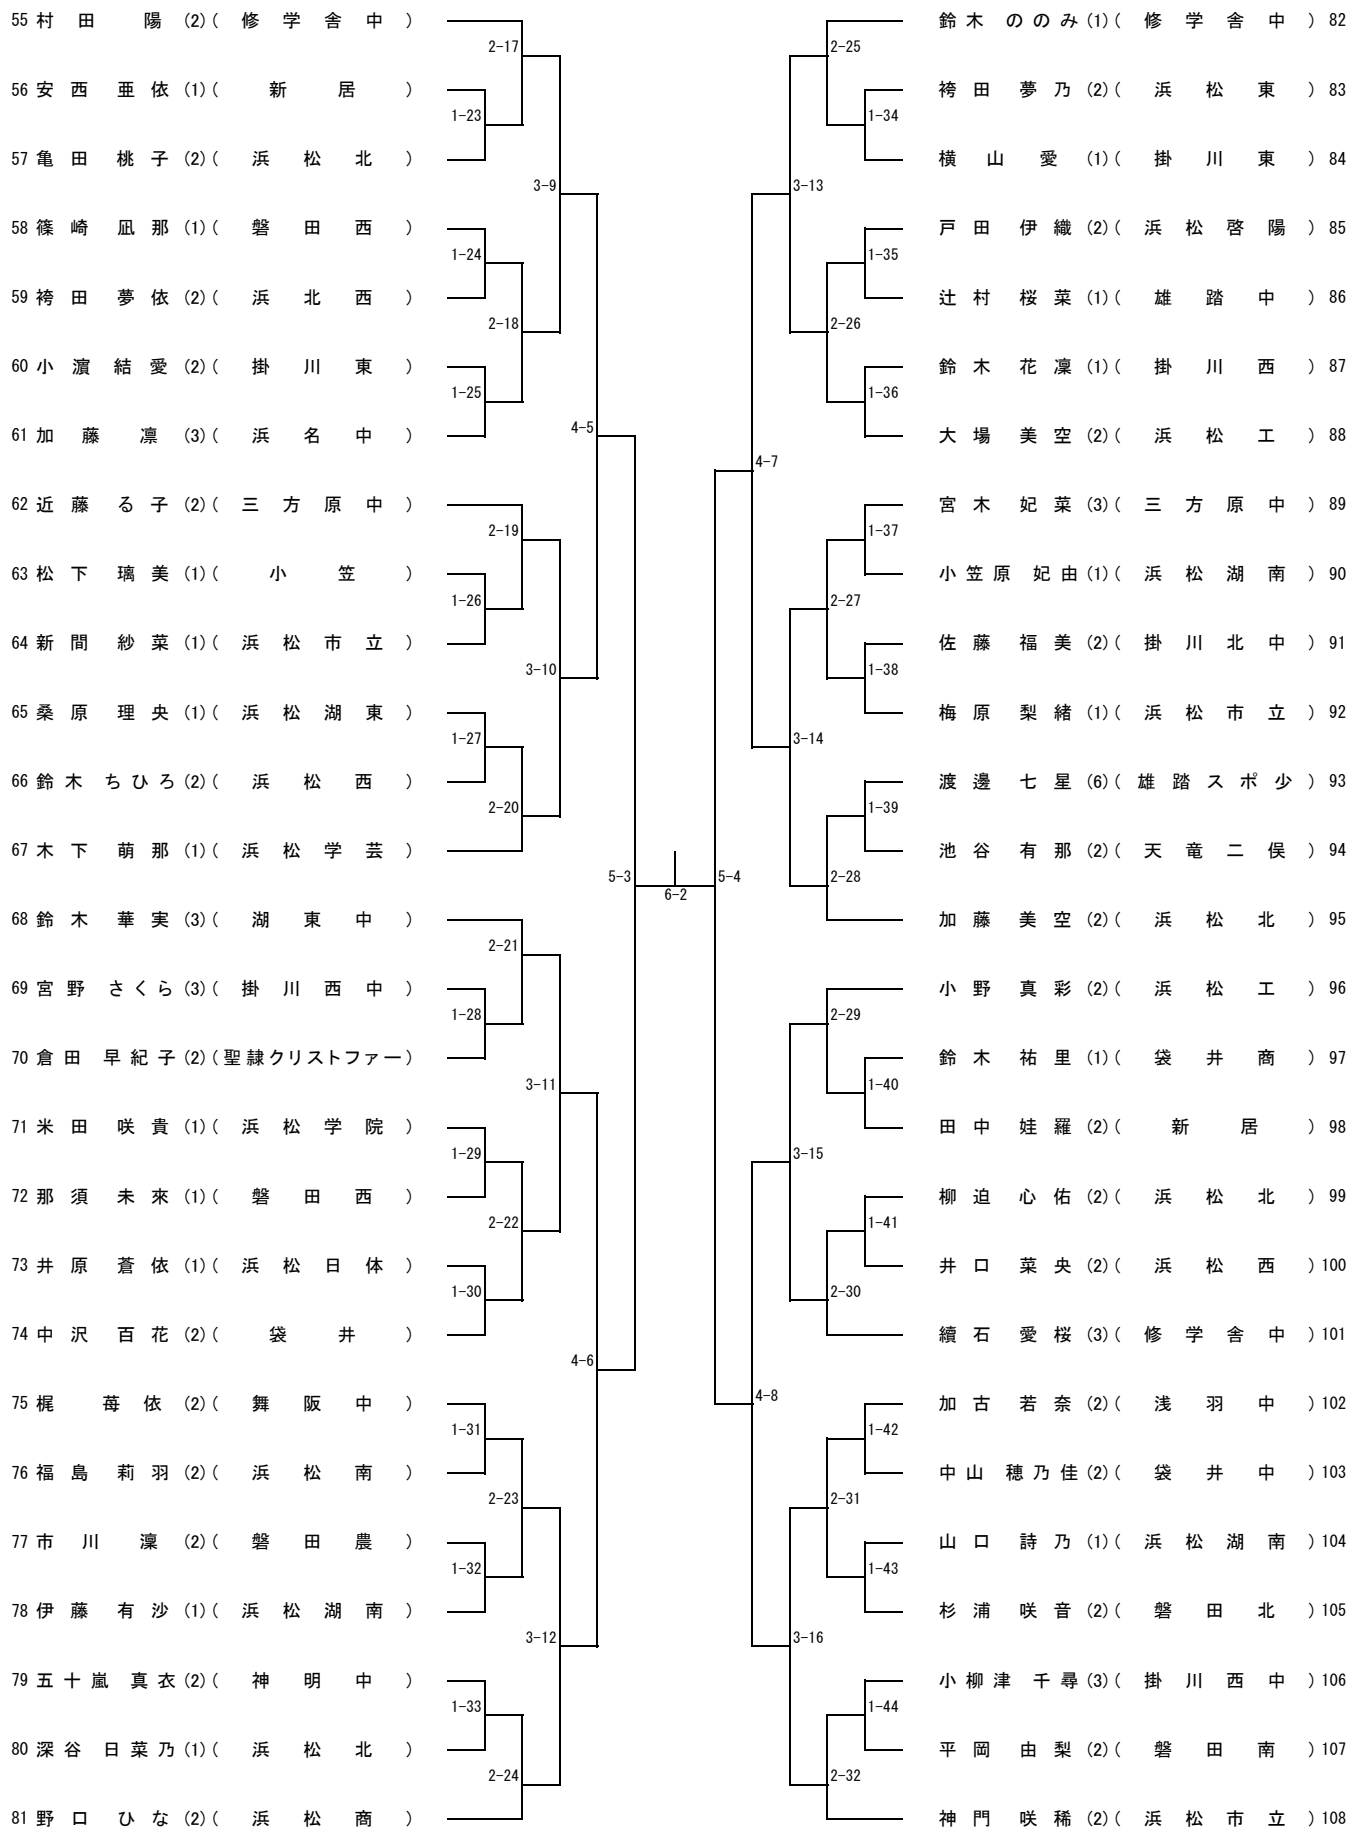 55 村田 陽 (2)(修学舎中) 鈴木 ののみ (1)(修学舎中) 82
2-17 2-25
56 安西 亜依 (1)(新居) 袴田 夢乃 (2)(浜松東) 83
1-23 1-34
57 亀田 桃子 (2)(浜松北) 横山 愛 (1)(掛川東) 84
3-9 3-13
58 篠崎 凪那 (1)(磐田西) 戸田 伊織 (2)(浜松啓陽) 85
1-24 1-35
59 袴田 夢依 (2)(浜北西) 辻村 桜菜 (1)(雄踏中) 86
2-18 2-26
60 小濵 結愛 (2)(掛川東) 鈴木 花凜 (1)(掛川西) 87
1-25 1-36
61 加藤 凛 (3)(浜名中) 大場 美空 (2)(浜松工) 88
4-5 4-7
62 近藤 る子 (2)(三方原中) 宮木 妃菜 (3)(三方原中) 89
2-19 1-37
63 松下 璃美 (1)(小笠) 小笠原 妃由 (1)(浜松湖南) 90
1-26 2-27
64 新間 紗菜 (1)(浜松市立) 佐藤 福美 (2)(掛川北中) 91
3-10 1-38
65 桑原 理央 (1)(浜松湖東) 梅原 梨緒 (1)(浜松市立) 92
1-27 3-14
66 鈴木 ちひろ (2)(浜松西) 渡邊 七星 (6)(雄踏スポ少) 93
2-20 1-39
67 木下 萌那 (1)(浜松学芸) 池谷 有那 (2)(天竜二俣) 94
5-3 6-2 5-4 2-28
68 鈴木 華実 (3)(湖東中) 加藤 美空 (2)(浜松北) 95
2-21
69 宮野 さくら (3)(掛川西中) 小野 真彩 (2)(浜松工) 96
1-28 2-29
70 倉田 早紀子 (2)(聖隷クリストファー) 鈴木 祐里 (1)(袋井商) 97
3-11 1-40
71 米田 咲貴 (1)(浜松学院) 田中 娃羅 (2)(新居) 98
1-29 3-15
72 那須 未來 (1)(磐田西) 柳迫 心佑 (2)(浜松北) 99
2-22 1-41
73 井原 蒼依 (1)(浜松日体) 井口 菜央 (2)(浜松西) 100
1-30 2-30
74 中沢 百花 (2)(袋井) 續石 愛桜 (3)(修学舎中) 101
4-6 4-8
75 梶 苺依 (2)(舞阪中) 加古 若奈 (2)(浅羽中) 102
1-31 1-42
76 福島 莉羽 (2)(浜松南) 中山 穂乃佳 (2)(袋井中) 103
2-23 2-31
77 市川 凜 (2)(磐田農) 山口 詩乃 (1)(浜松湖南) 104
1-32 1-43
78 伊藤 有沙 (1)(浜松湖南) 杉浦 咲音 (2)(磐田北) 105
3-12 3-16
79 五十嵐 真衣 (2)(神明中) 小柳津 千尋 (3)(掛川西中) 106
1-33 1-44
80 深谷 日菜乃 (1)(浜松北) 平岡 由梨 (2)(磐田南) 107
2-24 2-32
81 野口 ひな (2)(浜松商) 神門 咲稀 (2)(浜松市立) 108